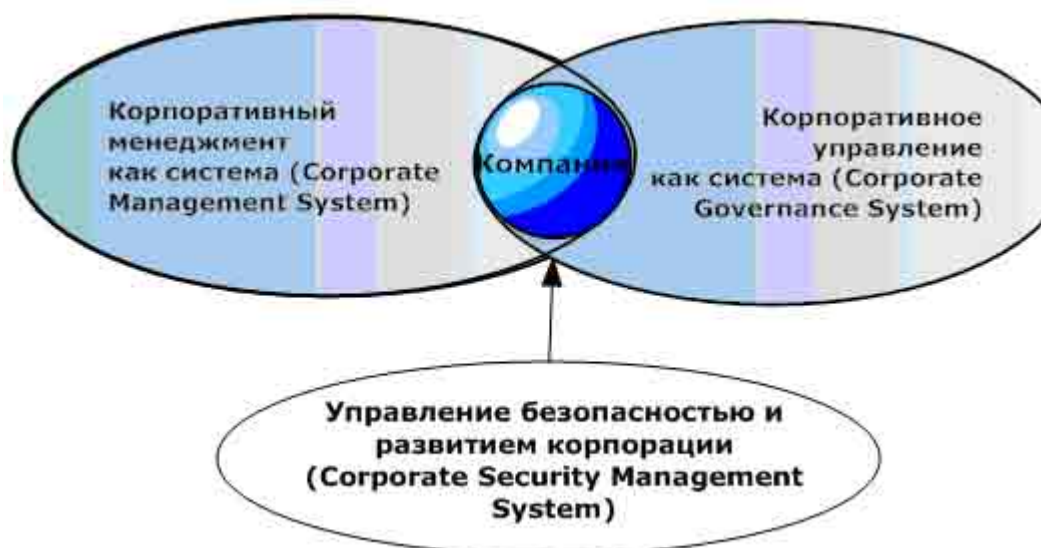 Корпоративный
менеджмент
как система (Corporate
Management System)
Компания
Корпоративное
управление
как система (Corporate
Governance System)
Управление безопасностью и
развитием корпорации
(Corporate Security Management
System)